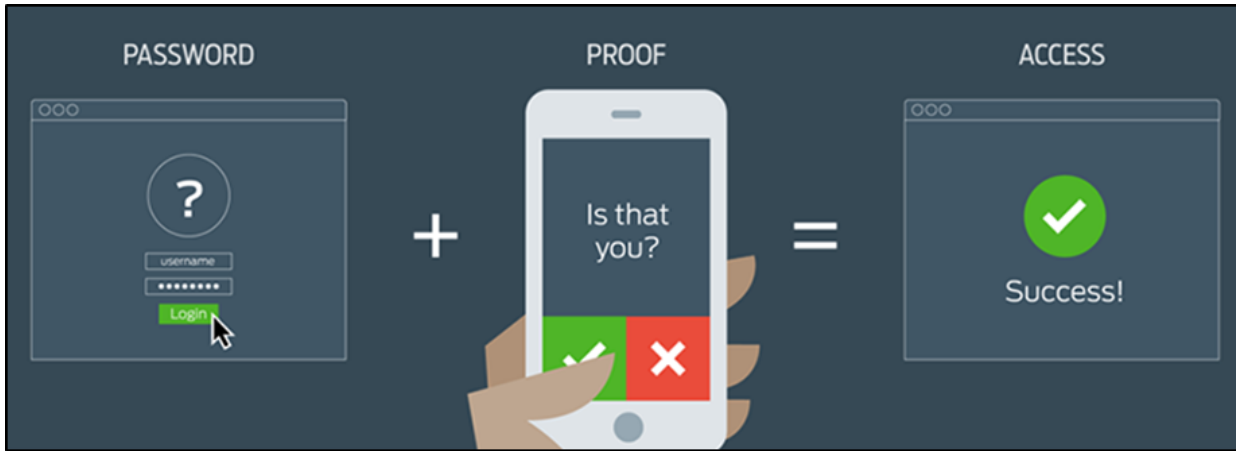 PASSWORD
PROOF
ACCESS
?
username
Login
+
Is that
you?
=
Success!